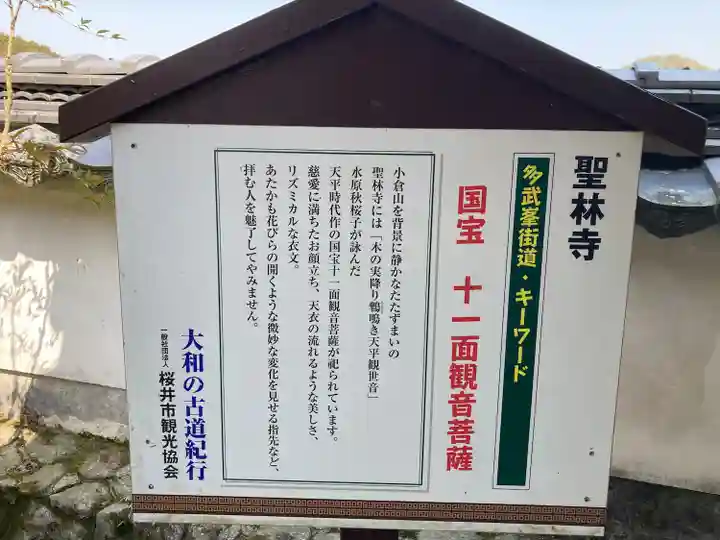 聖林寺
多武峯街道・キーワード
国宝 十一面観音菩薩
小倉山を背景に静かなたたずまいの
聖林寺には「木の実降り鵯鳴き天平観世音」
水原秋桜子が詠んだ
天平時代作の国宝十一面観音菩薩が祀られています。
慈愛に満ちたお顔立ち、天衣の流れるような美しさ、
リズミカルな衣文。
あたかも花びらの開くような微妙な変化を見せる指先など、
拝む人を魅了してやみません。
大和の古道紀行
一般社団法人 桜井市観光協会